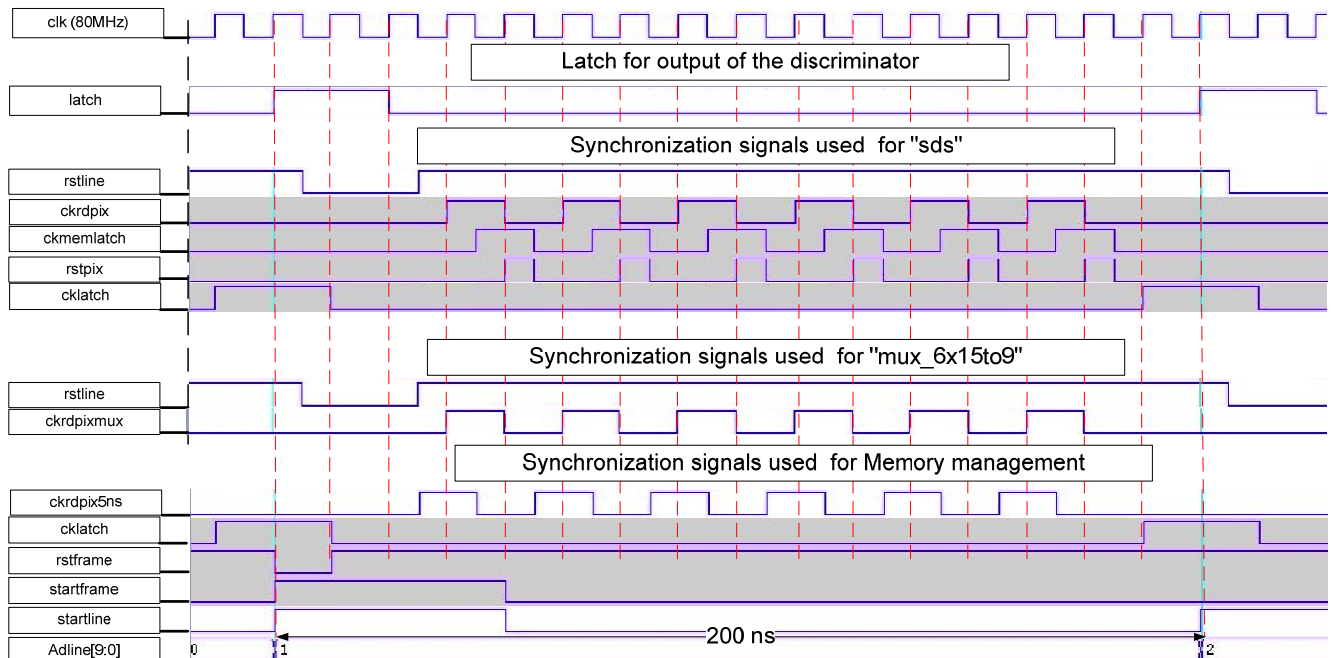 clk (80MHz)
Latch for output of the discriminator
latch
Synchronization signals used for "sds"
rstline
ckrdpix
ckmemlatch
rstpix
cklatch
Synchronization signals used for "mux_6x15to9"
rstline
ckrdpixmux
Synchronization signals used for Memory management
ckrdpix5ns
cklatch
rstframe
startframe
startline
200 ns
Adline[9:0]
0 1 2